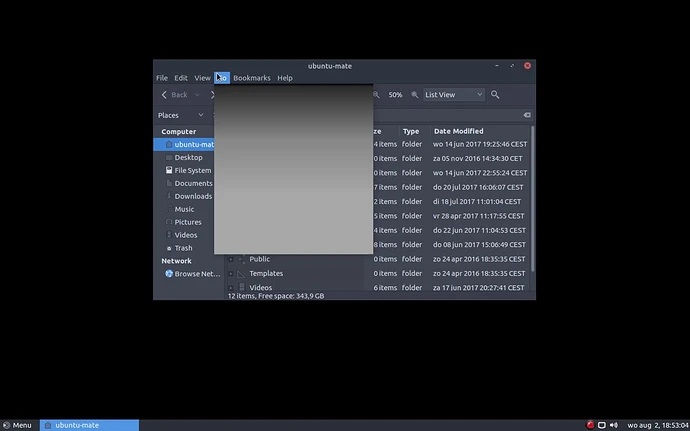 ubuntu-mate
File Edit View Go Bookmarks Help
Back 50% List View
Places
Computer
ubuntu-mate
Desktop
File System
Documents
Downloads
Music
Pictures
Videos
Trash
Network
Browse Net...
ze Type Date Modified
4 items folder wo 14 jun 2017 19:25:46 CEST
0 items folder za 05 nov 2016 14:34:30 CET
0 items folder wo 14 jun 2017 22:55:24 CEST
7 items folder do 20 jul 2017 16:06:07 CEST
2 items folder di 18 jul 2017 11:01:04 CEST
5 items folder vr 28 apr 2017 11:17:55 CEST
4 items folder do 22 jun 2017 11:04:53 CEST
8 items folder do 08 jun 2017 15:06:49 CEST
Public 0 items folder zo 24 apr 2016 18:35:35 CEST
Templates 0 items folder zo 24 apr 2016 18:35:35 CEST
Videos 6 items folder za 17 jun 2017 20:27:41 CEST
12 items, Free space: 343,9 GB
Menu ubuntu-mate wo aug 2, 18:53:04